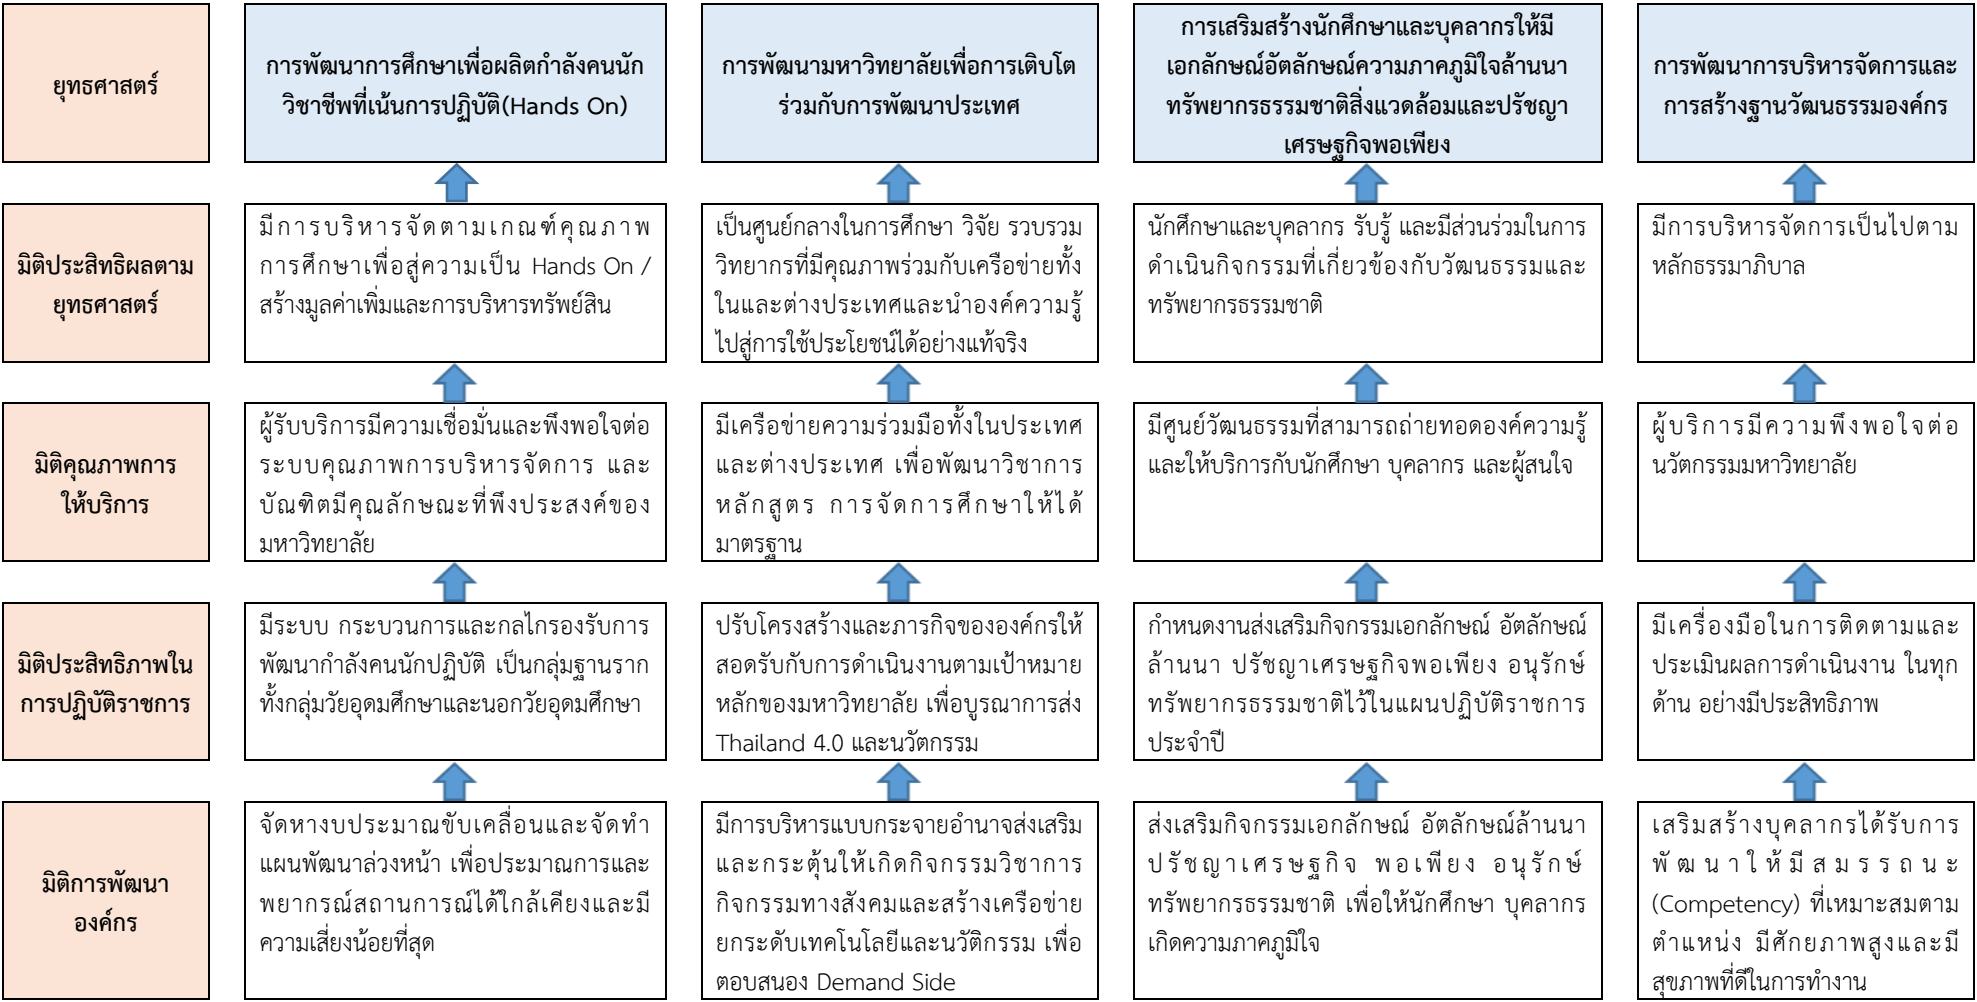 ยุทธศาสตร์
การพัฒนาการศึกษาเพื่อผลิตกำลังคนนัก
วิชาชีพที่เน้นการปฏิบัติ(Hands On)
การพัฒนามหาวิทยาลัยเพื่อการเติบโต
ร่วมกับการพัฒนาประเทศ
การเสริมสร้างนักศึกษาและบุคลากรให้มี
เอกลักษณ์อัตลักษณ์ความภาคภูมิใจล้านนา
ทรัพยากรธรรมชาติสิ่งแวดล้อมและปรัชญา
เศรษฐกิจพอเพียง
การพัฒนาการบริหารจัดการและ
การสร้างฐานวัฒนธรรมองค์กร
มิติประสิทธิผลตาม
ยุทธศาสตร์
มีการบริหารจัดตามเกณฑ์คุณภาพ
การศึกษาเพื่อสู่ความเป็น Hands On /
สร้างมูลค่าเพิ่มและการบริหารทรัพย์สิน
เป็นศูนย์กลางในการศึกษา วิจัย รวบรวม
วิทยากรที่มีคุณภาพร่วมกับเครือข่ายทั้ง
ในและต่างประเทศและนำองค์ความรู้
ไปสู่การใช้ประโยชน์ได้อย่างแท้จริง
นักศึกษาและบุคลากร รับรู้ และมีส่วนร่วมในการ
ดำเนินกิจกรรมที่เกี่ยวข้องกับวัฒนธรรมและ
ทรัพยากรธรรมชาติ
มีการบริหารจัดการเป็นไปตาม
หลักธรรมาภิบาล
มิติคุณภาพการ
ให้บริการ
ผู้รับบริการมีความเชื่อมั่นและพึงพอใจต่อ
ระบบคุณภาพการบริหารจัดการ และ
บัณฑิตมีคุณลักษณะที่พึงประสงค์ของ
มหาวิทยาลัย
มีเครือข่ายความร่วมมือทั้งในประเทศ
และต่างประเทศ เพื่อพัฒนาวิชาการ
หลักสูตร การจัดการศึกษาให้ได้
มาตรฐาน
มีศูนย์วัฒนธรรมที่สามารถถ่ายทอดองค์ความรู้
และให้บริการกับนักศึกษา บุคลากร และผู้สนใจ
ผู้บริการมีความพึงพอใจต่อ
นวัตกรรมมหาวิทยาลัย
มิติประสิทธิภาพใน
การปฏิบัติราชการ
มีระบบ กระบวนการและกลไกรองรับการ
พัฒนากำลังคนนักปฏิบัติ เป็นกลุ่มฐานราก
ทั้งกลุ่มวัยอุดมศึกษาและนอกวัยอุดมศึกษา
ปรับโครงสร้างและภารกิจขององค์กรให้
สอดรับกับการดำเนินงานตามเป้าหมาย
หลักของมหาวิทยาลัย เพื่อบูรณาการส่ง
Thailand 4.0 และนวัตกรรม
กำหนดงานส่งเสริมกิจกรรมเอกลักษณ์ อัตลักษณ์
ล้านนา ปรัชญาเศรษฐกิจพอเพียง อนุรักษ์
ทรัพยากรธรรมชาติไว้ในแผนปฏิบัติราชการ
ประจำปี
มีเครื่องมือในการติดตามและ
ประเมินผลการดำเนินงาน ในทุก
ด้าน อย่างมีประสิทธิภาพ
มิติการพัฒนา
องค์กร
จัดหางบประมาณขับเคลื่อนและจัดทำ
แผนพัฒนาล่วงหน้า เพื่อประมาณการและ
พยากรณ์สถานการณ์ได้ใกล้เคียงและมี
ความเสี่ยงน้อยที่สุด
มีการบริหารแบบกระจายอำนาจส่งเสริม
และกระตุ้นให้เกิดกิจกรรมวิชาการ
กิจกรรมทางสังคมและสร้างเครือข่าย
ยกระดับเทคโนโลยีและนวัติกรรม เพื่อ
ตอบสนอง Demand Side
ส่งเสริมกิจกรรมเอกลักษณ์ อัตลักษณ์ล้านนา
ปรัชญาเศรษฐกิจ พอเพียง อนุรักษ์
ทรัพยากรธรรมชาติ เพื่อให้นักศึกษา บุคลากร
เกิดความภาคภูมิใจ
เสริมสร้างบุคลากรได้รับการ
พัฒนาให้มีสมรรถนะ
(Competency) ที่เหมาะสมตาม
ตำแหน่ง มีศักยภาพสูงและมี
สุขภาพที่ดีในการทำงาน